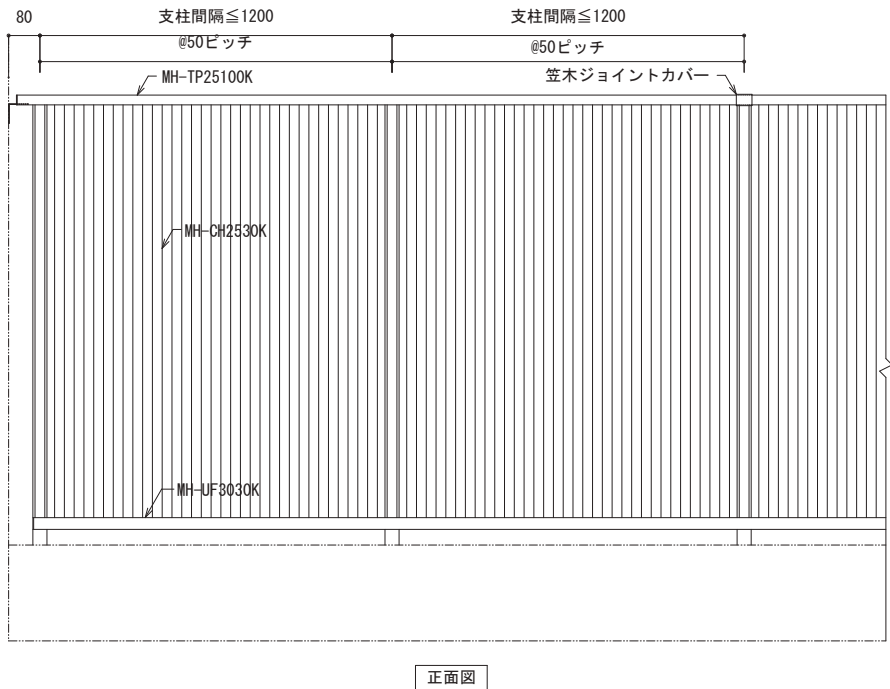 80
支柱間隔≦1200
支柱間隔≦1200
@50ピッチ
@50ピッチ
MH-TP25100K
笠木ジョイントカバー
MH-CH2530K
MH-UF3030K
正面図